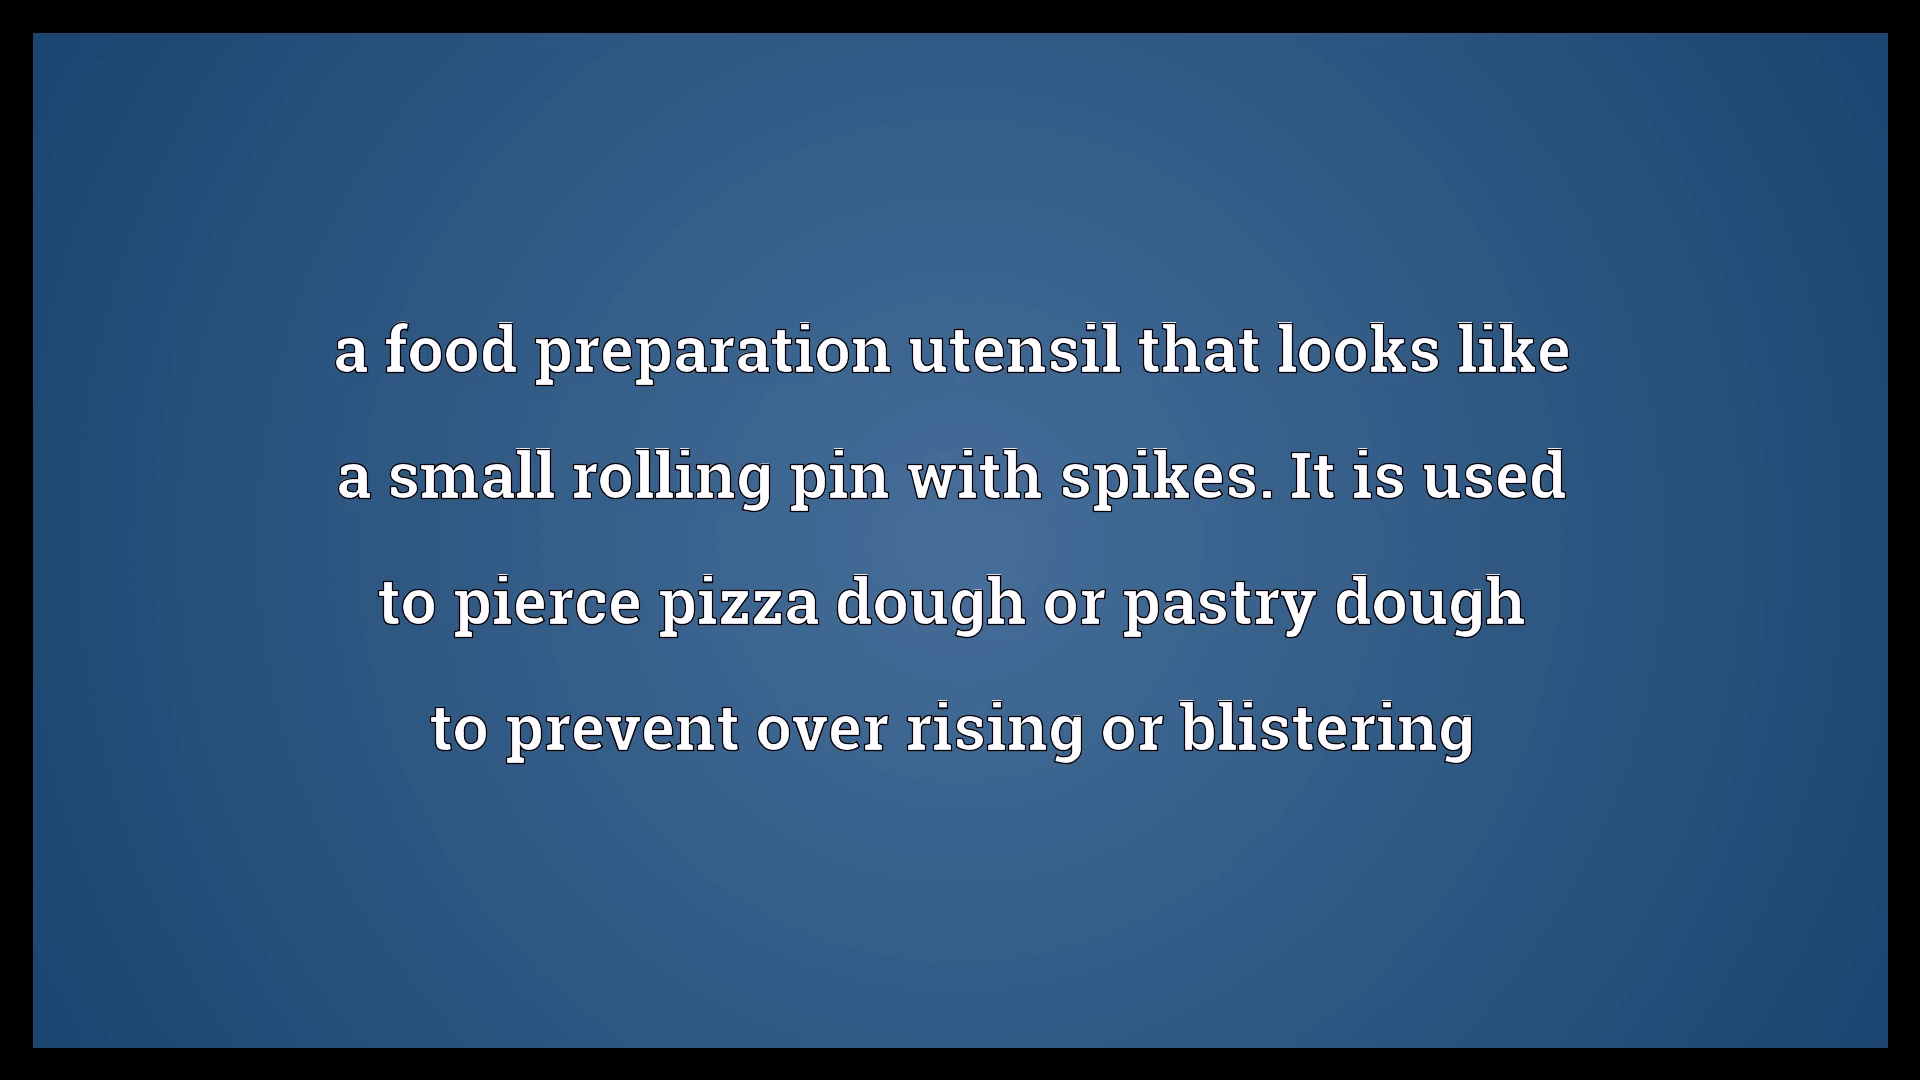 a food preparation utensil that looks like
a small rolling pin with spikes. It is used
to pierce pizza dough or pastry dough
to prevent over rising or blistering